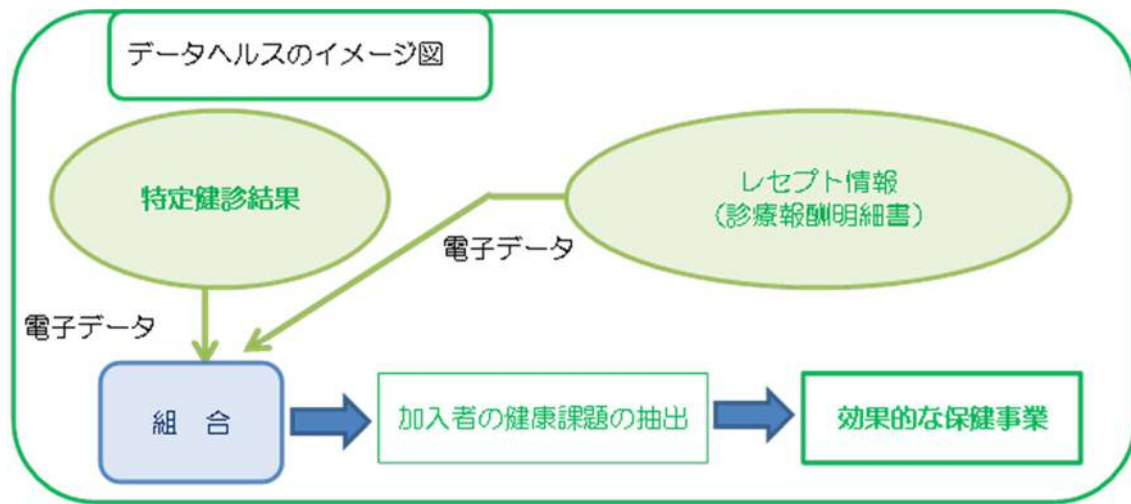 データヘルスのイメージ図
特定健診結果
レセプト情報
(診療報酬明細書)
電子データ
電子データ
組 合
加入者の健康課題の抽出
効果的な保健事業